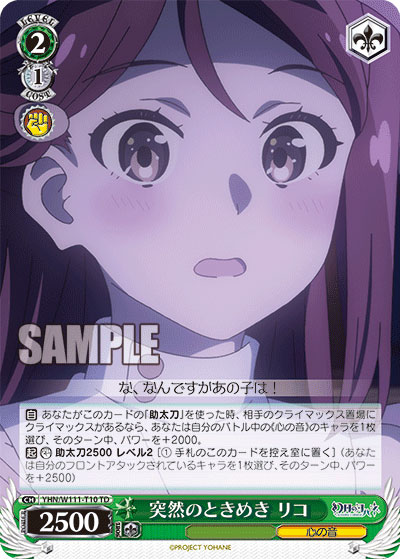 LEVEL
2
1
COST
SAMPLE
な、なんですかあの子は！
自 あなたがこのカードの「助太刀」を使った時、相手のクライマックス置場に
クライマックスがあるなら、あなたは自分のバトル中の《心の音》のキャラを1枚
選び、そのターン中、パワーを+2000。
起 助太刀2500 レベル2 [① 手札のこのカードを控え室に置く] (あなた
は自分のフロントアタックされているキャラを1枚選び、そのターン中、パワーを
+2500)
CH YHN/W111-T10 TD
2500
突然のときめき リコ
心の音
©PROJECT YOHANE